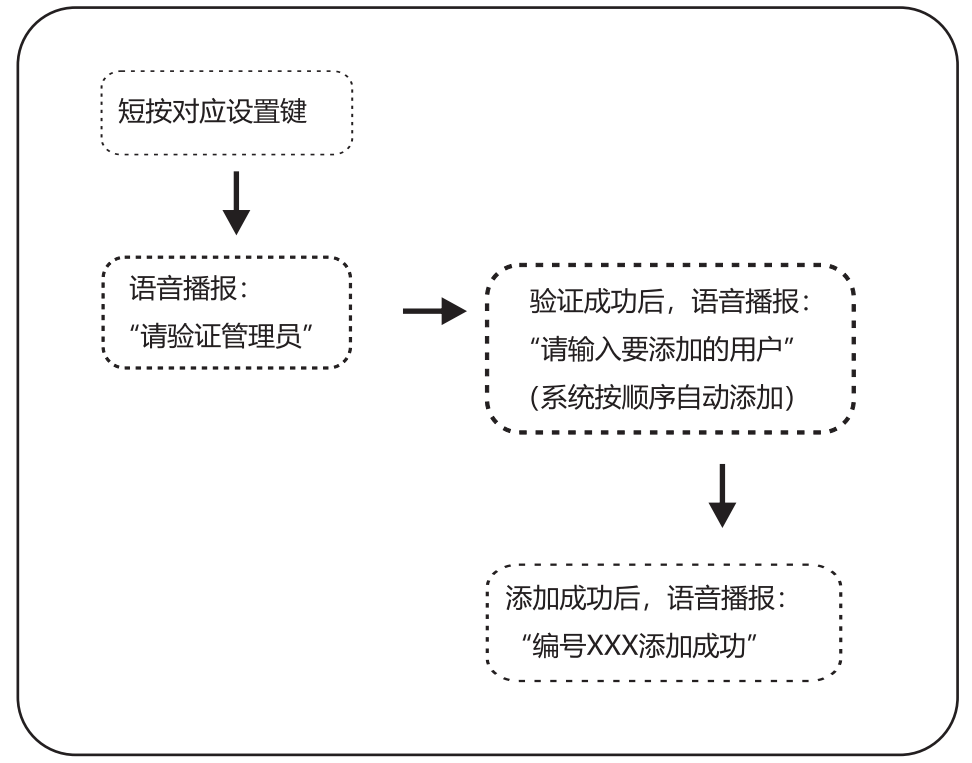 短按对应设置键
语音播报：
“请验证管理员”
验证成功后，语音播报：
“请输入要添加的用户”
（系统按顺序自动添加）
添加成功后，语音播报：
“编号XXX添加成功”